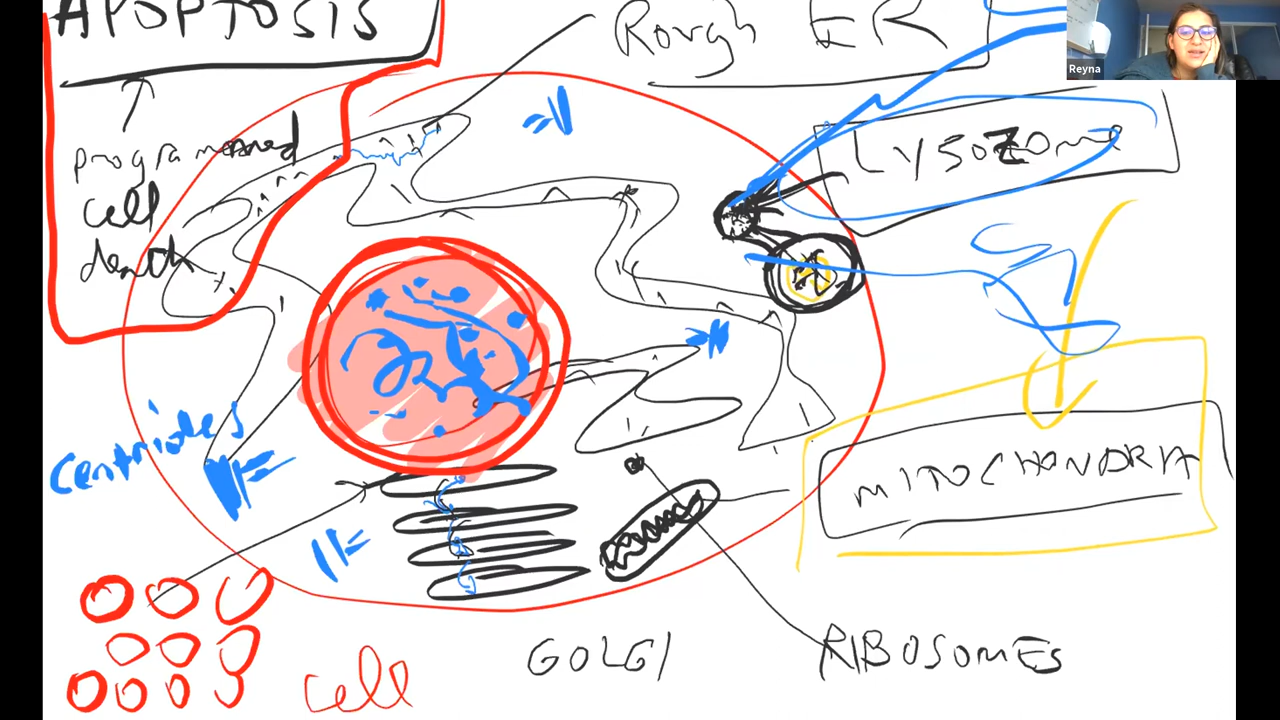 APOPTOSIS
Rough ER
Reyna
programmed
cell
death
LYSOZOME
Centrioles
MITOCHONDRIA
GOLGI
RIBOSOMES
cell